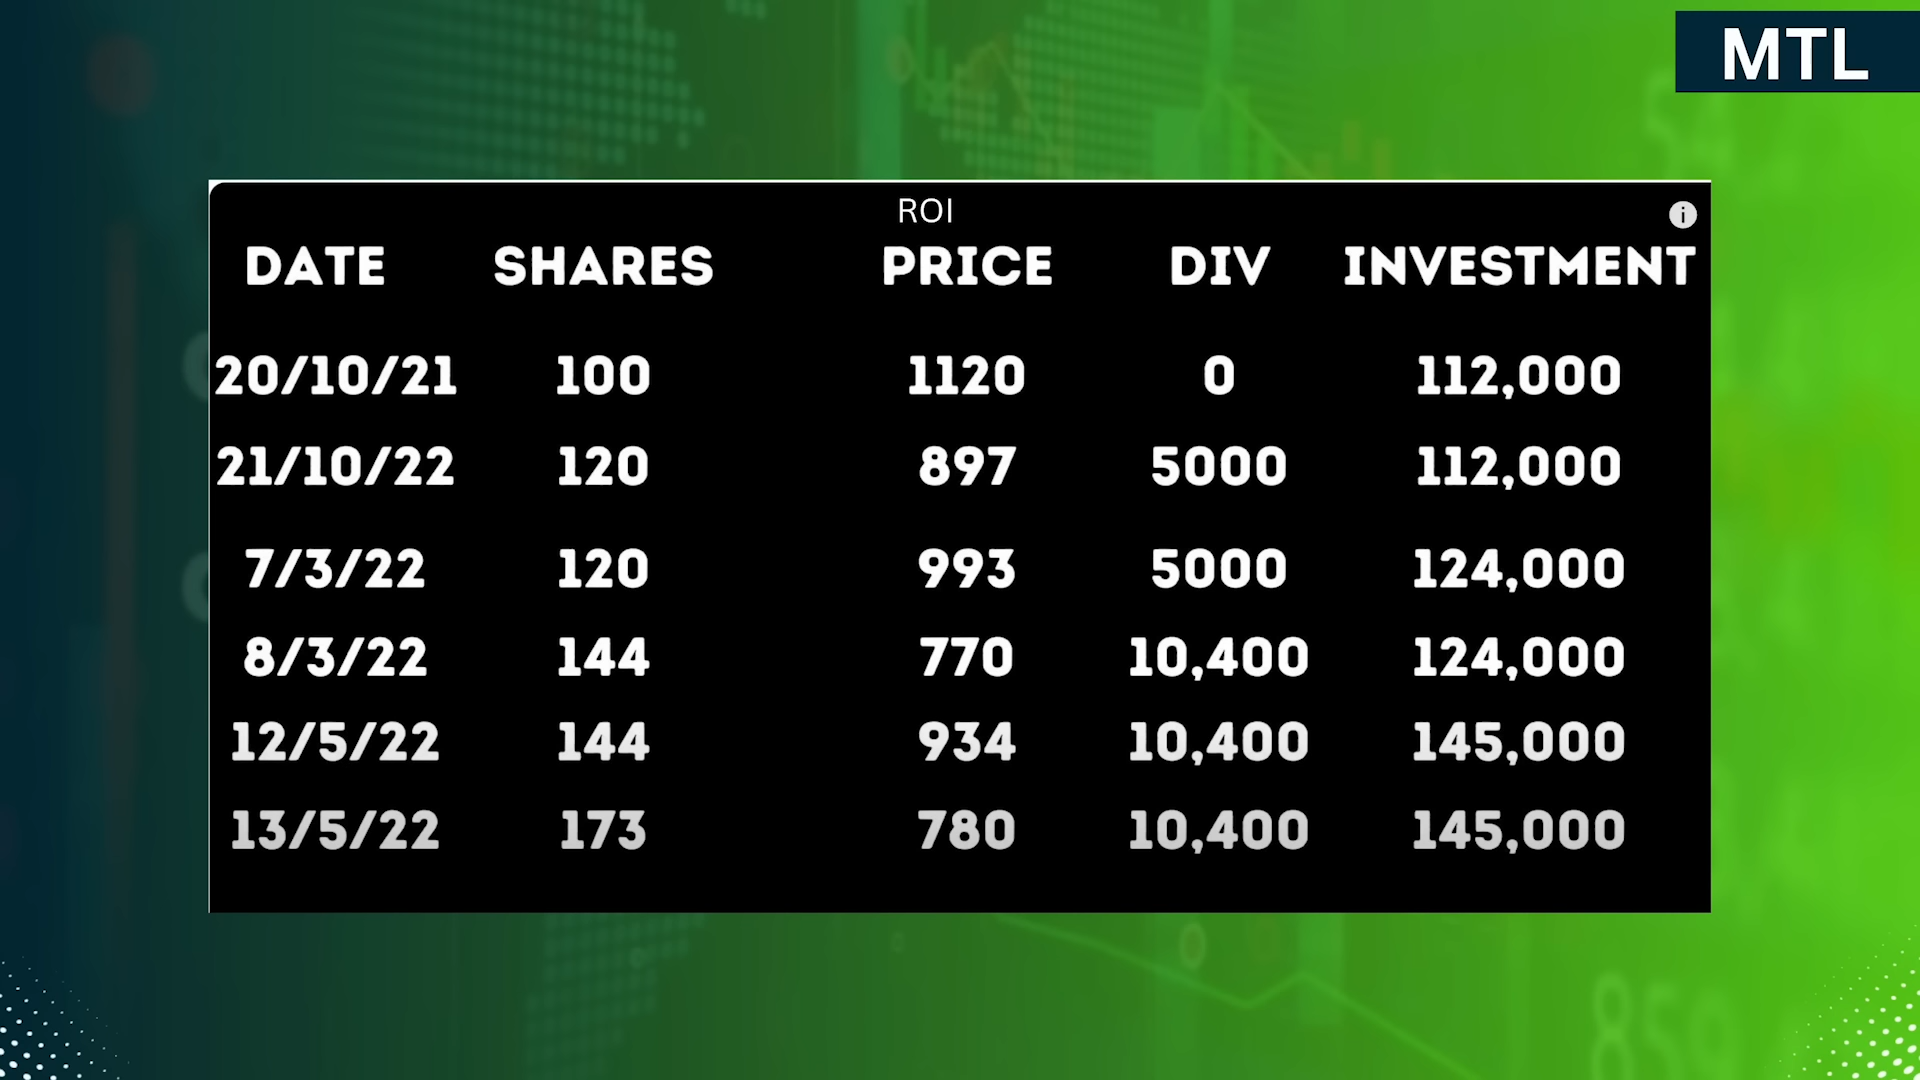 MTL
ROI
DATE SHARES PRICE DIV INVESTMENT
20/10/21 100 1120 0 112,000
21/10/22 120 897 5000 112,000
7/3/22 120 993 5000 124,000
8/3/22 144 770 10,400 124,000
12/5/22 144 934 10,400 145,000
13/5/22 173 780 10,400 145,000
859